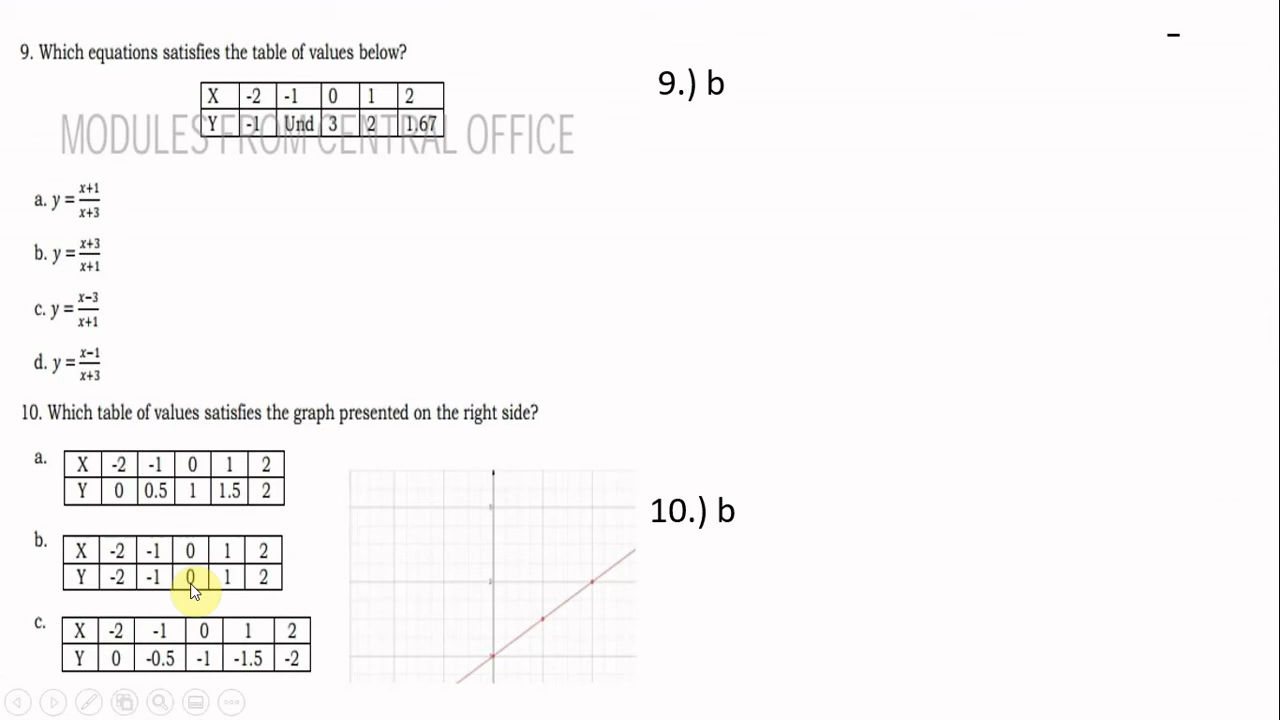 9. Which equations satisfies the table of values below?
X -2 -1 0 1 2
Y -1 Und 3 2 1.67
MODULES FROM CENTRAL OFFICE
a. y = x+1/x+3
b. y = x+3/x+1
c. y = x−3/x+1
d. y = x−1/x+3
10. Which table of values satisfies the graph presented on the right side?
a.
X -2 -1 0 1 2
Y 0 0.5 1 1.5 2
b.
X -2 -1 0 1 2
Y -2 -1 0 1 2
c.
X -2 -1 0 1 2
Y 0 -0.5 -1 -1.5 -2
9.) b
10.) b